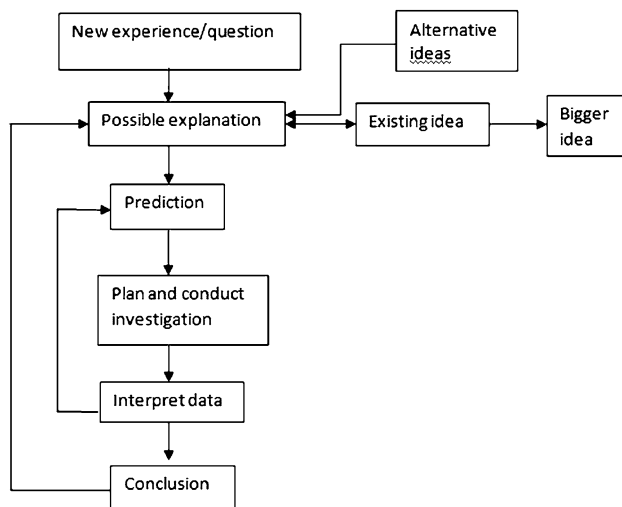 New experience/question
Alternative
ideas
Possible explanation
Existing idea
Bigger
idea
Prediction
Plan and conduct
investigation
Interpret data
Conclusion